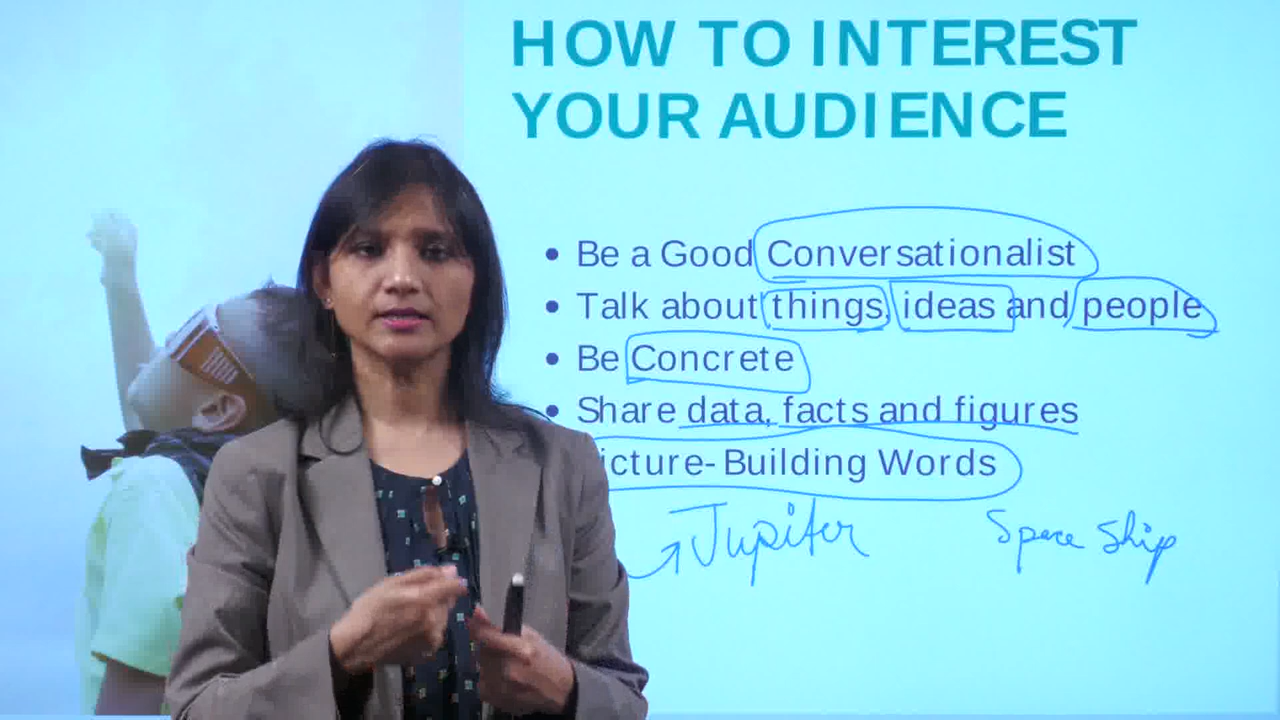 HOW TO INTEREST
YOUR AUDIENCE
• Be a Good Conversationalist
• Talk about things, ideas and people
• Be Concrete
• Share data, facts and figures
icture-Building Words
Jupiter Space Ship